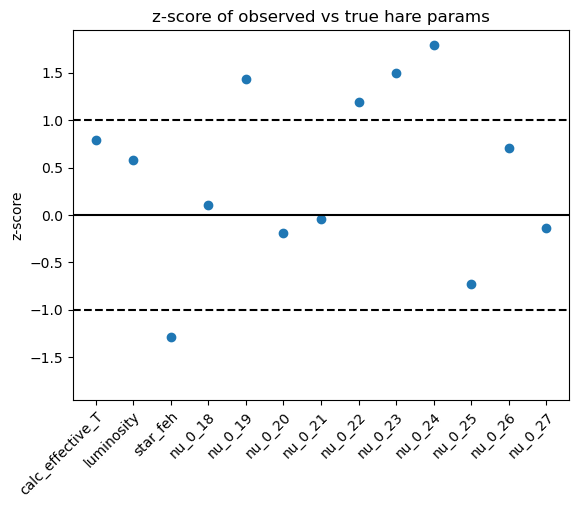 z-score of observed vs true hare params
z-score
1.5
1.0
0.5
0.0
−0.5
−1.0
−1.5
calc_effective_T
luminosity
star_feh
nu_0_18
nu_0_19
nu_0_20
nu_0_21
nu_0_22
nu_0_23
nu_0_24
nu_0_25
nu_0_26
nu_0_27